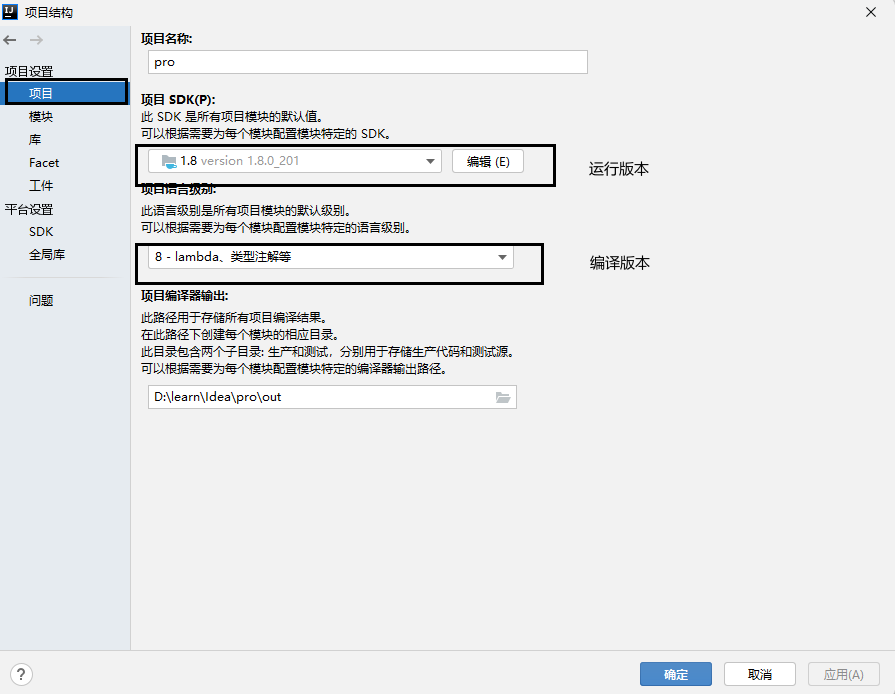 IJ 项目结构
项目设置
项目
模块
库
Facet
工件
平台设置
SDK
全局库
问题
项目名称:
pro
项目 SDK(P):
此 SDK 是所有项目模块的默认值。
可以根据需要为每个模块配置模块特定的 SDK。
1.8 version 1.8.0_201
编辑 (E)
运行版本
项目语言级别:
此语言级别是所有项目模块的默认级别。
可以根据需要为每个模块配置模块特定的语言级别。
8 - lambda、类型注解等
编译版本
项目编译器输出:
此路径用于存储所有项目编译结果。
在此路径下创建每个模块的相应目录。
此目录包含两个子目录: 生产和测试，分别用于存储生产代码和测试源。
可以根据需要为每个模块配置模块特定的编译器输出路径。
D:\learn\Idea\pro\out
?
确定
取消
应用(A)